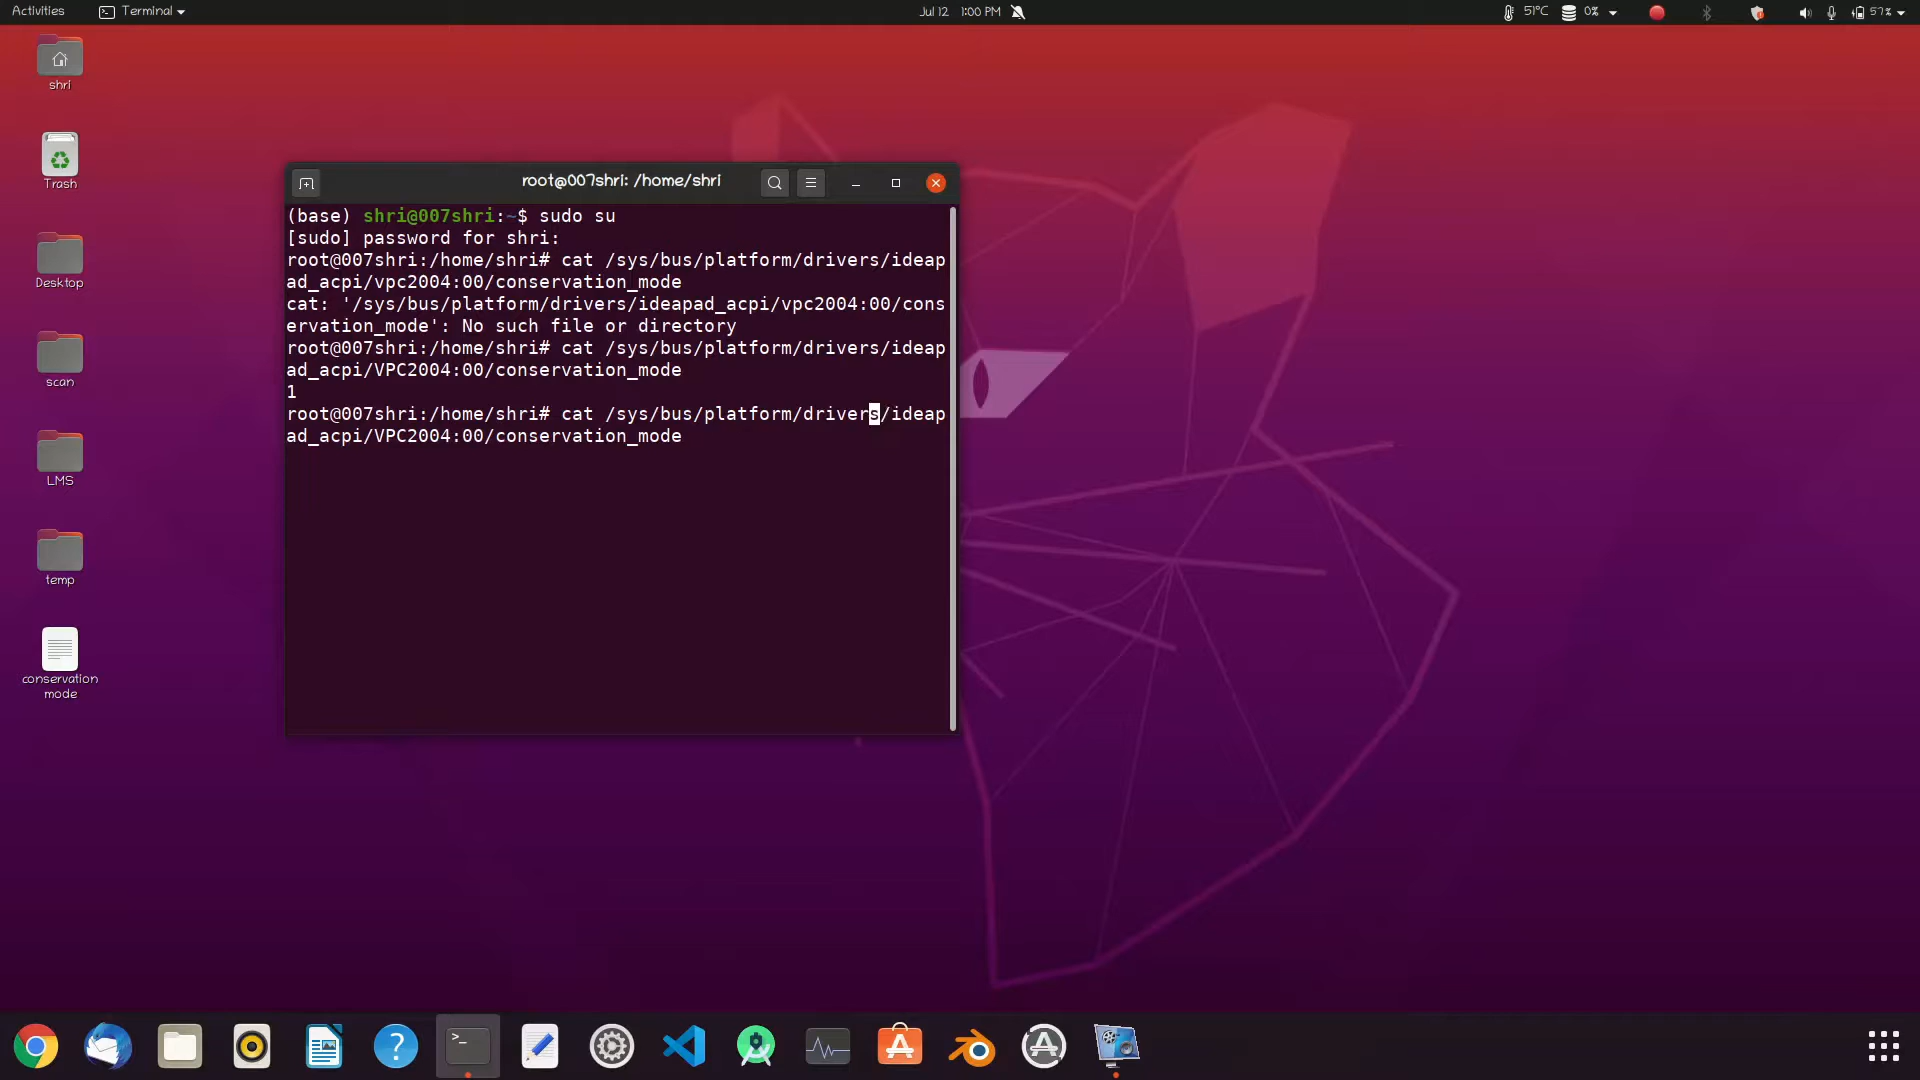 Activities
Terminal
Jul 12 1:00 PM
51°C
0%
57%
shri
Trash
Desktop
scan
LMS
temp
conservation
mode
root@007shri: /home/shri
(base) shri@007shri:~$ sudo su
[sudo] password for shri:
root@007shri:/home/shri# cat /sys/bus/platform/drivers/ideap
ad_acpi/vpc2004:00/conservation_mode
cat: '/sys/bus/platform/drivers/ideapad_acpi/vpc2004:00/cons
ervation_mode': No such file or directory
root@007shri:/home/shri# cat /sys/bus/platform/drivers/ideap
ad_acpi/VPC2004:00/conservation_mode
1
root@007shri:/home/shri# cat /sys/bus/platform/drivers/ideap
ad_acpi/VPC2004:00/conservation_mode